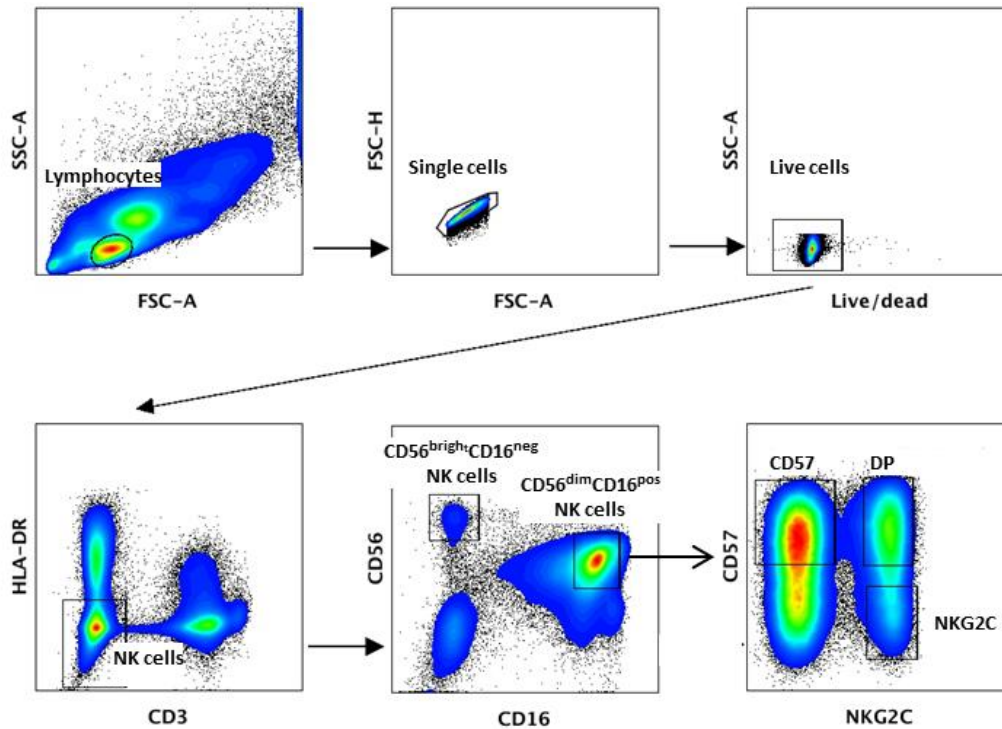 SSC-A
Lymphocytes
FSC-A
FSC-H
Single cells
FSC-A
SSC-A
Live cells
Live/dead
HLA-DR
NK cells
CD3
CD56
CD56brightCD16neg
NK cells
CD56dimCD16pos
NK cells
CD16
CD57
CD57
DP
NKG2C
NKG2C